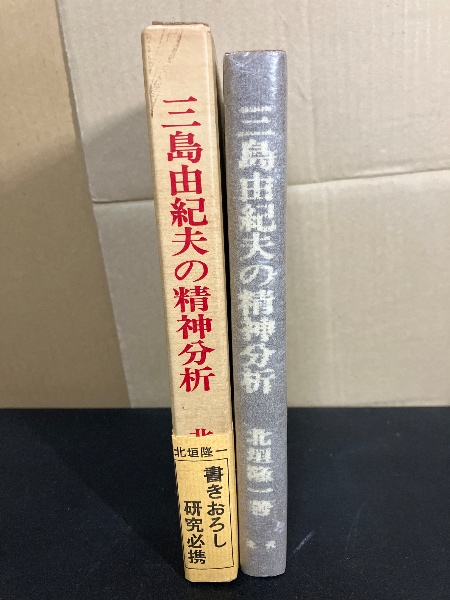 三島由紀夫の精神分析
北
北垣隆一
書きおろし
研究必携
三島由紀夫の精神分析
北垣隆一著